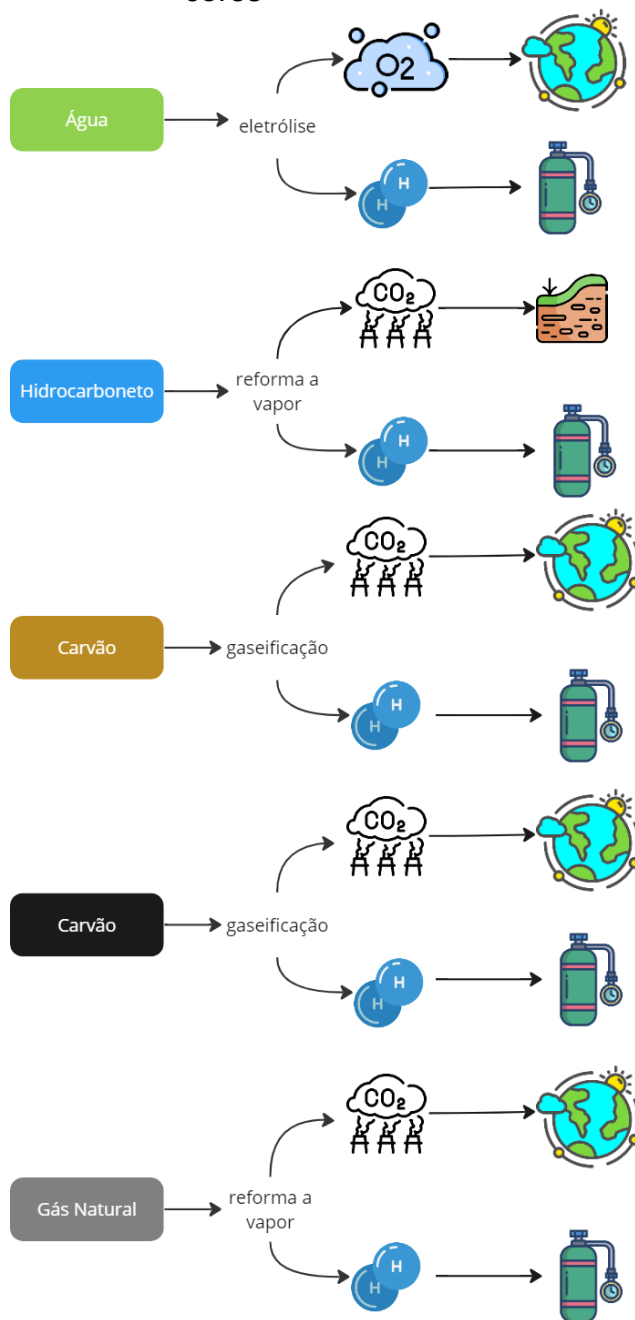 O2
Água
eletrólise
H
H
CO₂
Hidrocarboneto
reforma a
vapor
H
H
CO₂
Carvão
gaseificação
H
H
CO₂
Carvão
gaseificação
H
H
CO₂
Gás Natural
reforma a
vapor
H
H